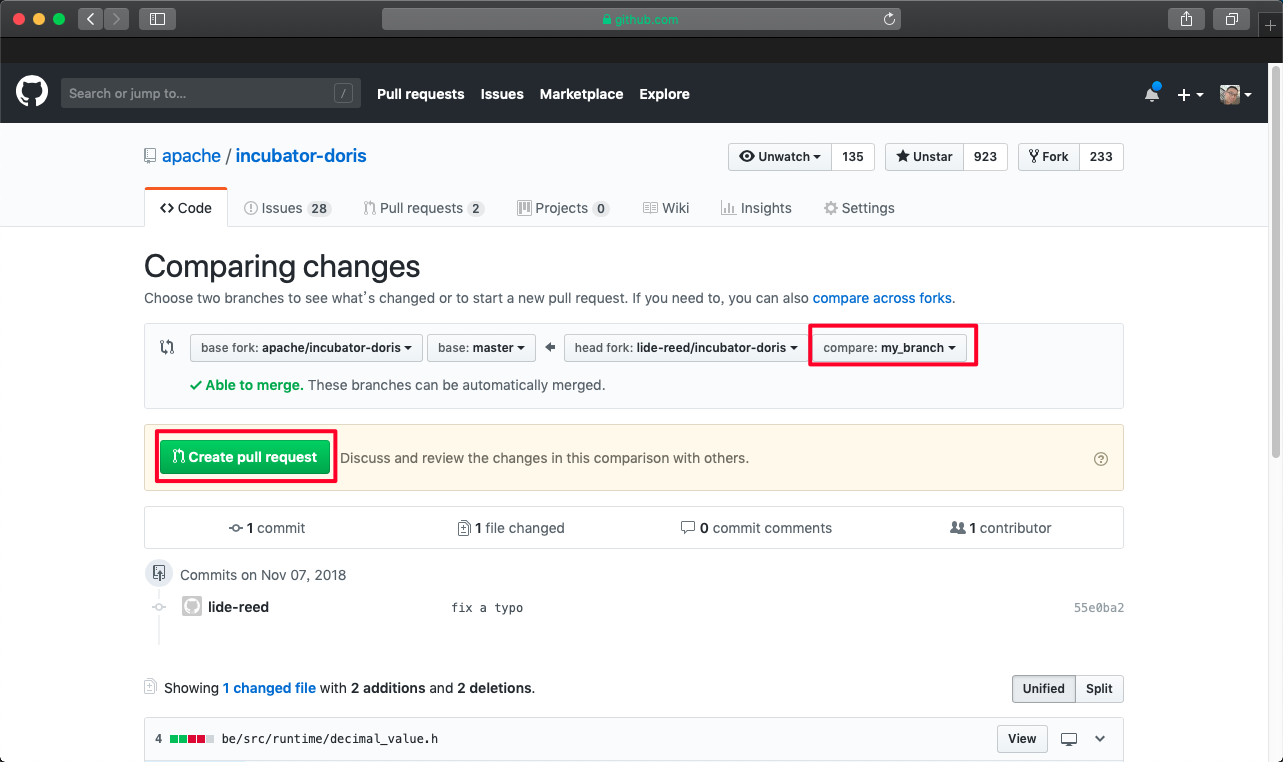 github.com
Search or jump to... / Pull requests Issues Marketplace Explore
apache / incubator-doris Unwatch 135 Unstar 923 Fork 233
Code Issues 28 Pull requests 2 Projects 0 Wiki Insights Settings
Comparing changes
Choose two branches to see what's changed or to start a new pull request. If you need to, you can also compare across forks.
base fork: apache/incubator-doris base: master head fork: lide-reed/incubator-doris compare: my_branch
Able to merge. These branches can be automatically merged.
Create pull request Discuss and review the changes in this comparison with others.
1 commit 1 file changed 0 commit comments 1 contributor
Commits on Nov 07, 2018
lide-reed fix a typo 55e0ba2
Showing 1 changed file with 2 additions and 2 deletions. Unified Split
4 be/src/runtime/decimal_value.h View